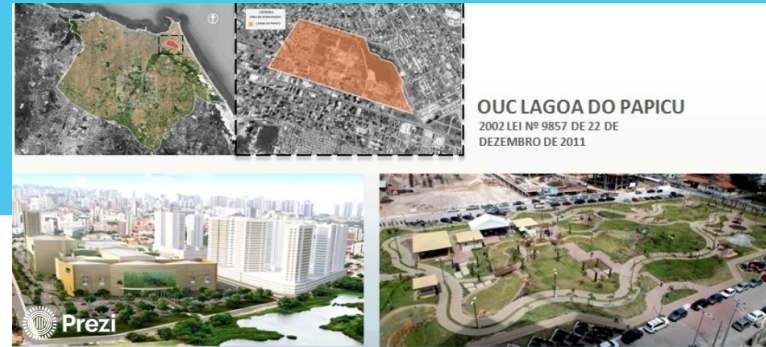 OUC LAGOA DO PAPICU
2002 LEI Nº 9857 DE 22 DE
DEZEMBRO DE 2011
Prezi